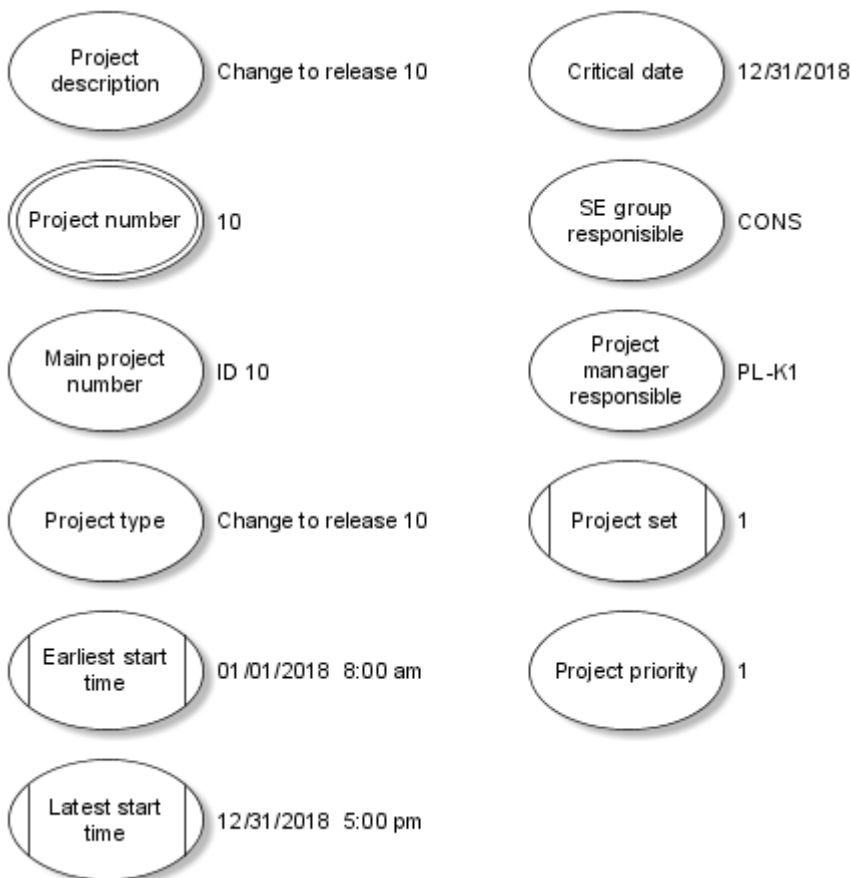 Project
description
Change to release 10
Project number
10
Main project
number
ID 10
Project type
Change to release 10
Earliest start
time
01/01/2018 8:00 am
Latest start
time
12/31/2018 5:00 pm
Critical date
12/31/2018
SE group
responisible
CONS
Project
manager
responsible
PL-K1
Project set
1
Project priority
1